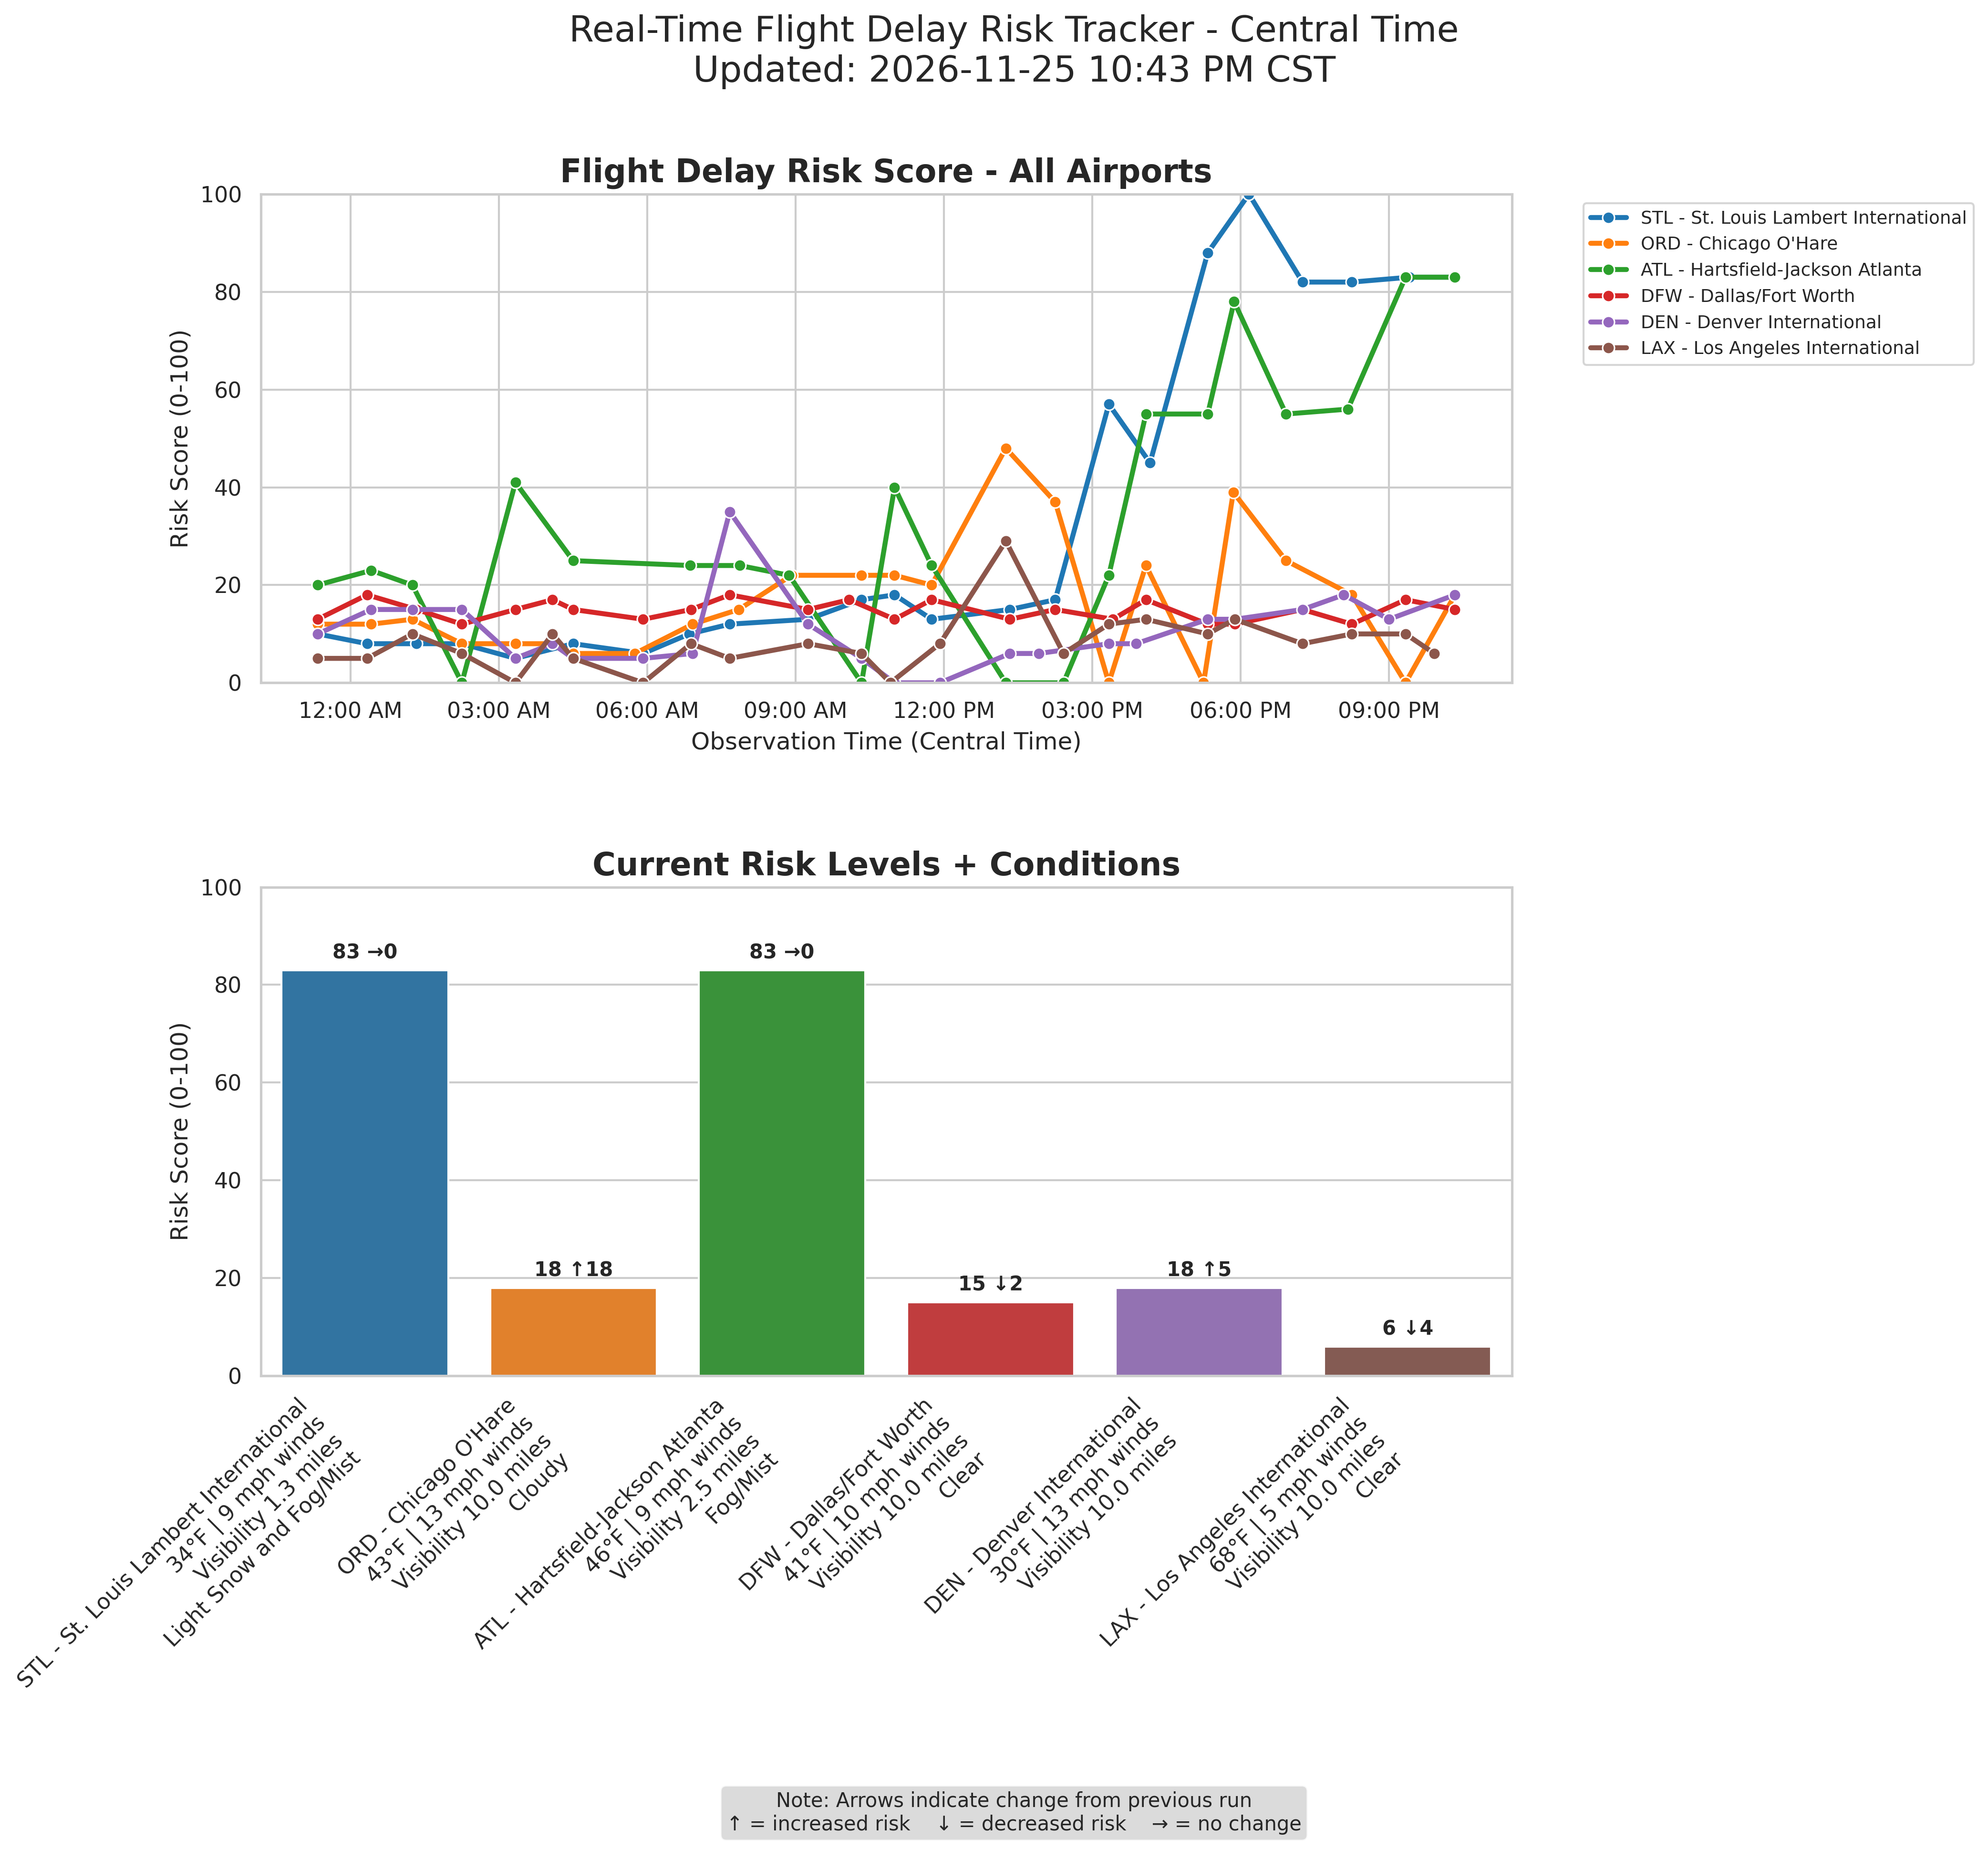 Real-Time Flight Delay Risk Tracker - Central Time
Updated: 2026-11-25 10:43 PM CST
Flight Delay Risk Score - All Airports
Risk Score (0-100)
100
80
60
40
20
0
12:00 AM
03:00 AM
06:00 AM
09:00 AM
12:00 PM
03:00 PM
06:00 PM
09:00 PM
Observation Time (Central Time)
STL - St. Louis Lambert International
ORD - Chicago O'Hare
ATL - Hartsfield-Jackson Atlanta
DFW - Dallas/Fort Worth
DEN - Denver International
LAX - Los Angeles International
Current Risk Levels + Conditions
Risk Score (0-100)
100
80
60
40
20
0
83 →0
18 ↑18
83 →0
15 ↓2
18 ↑5
6 ↓4
STL - St. Louis Lambert International
34°F | 9 mph winds
Visibility 1.3 miles
Light Snow and Fog/Mist
ORD - Chicago O'Hare
43°F | 13 mph winds
Visibility 10.0 miles
Cloudy
ATL - Hartsfield-Jackson Atlanta
46°F | 9 mph winds
Visibility 2.5 miles
Fog/Mist
DFW - Dallas/Fort Worth
41°F | 10 mph winds
Visibility 10.0 miles
Clear
DEN - Denver International
30°F | 13 mph winds
Visibility 10.0 miles
LAX - Los Angeles International
68°F | 5 mph winds
Visibility 10.0 miles
Clear
Note: Arrows indicate change from previous run
↑ = increased risk ↓ = decreased risk → = no change